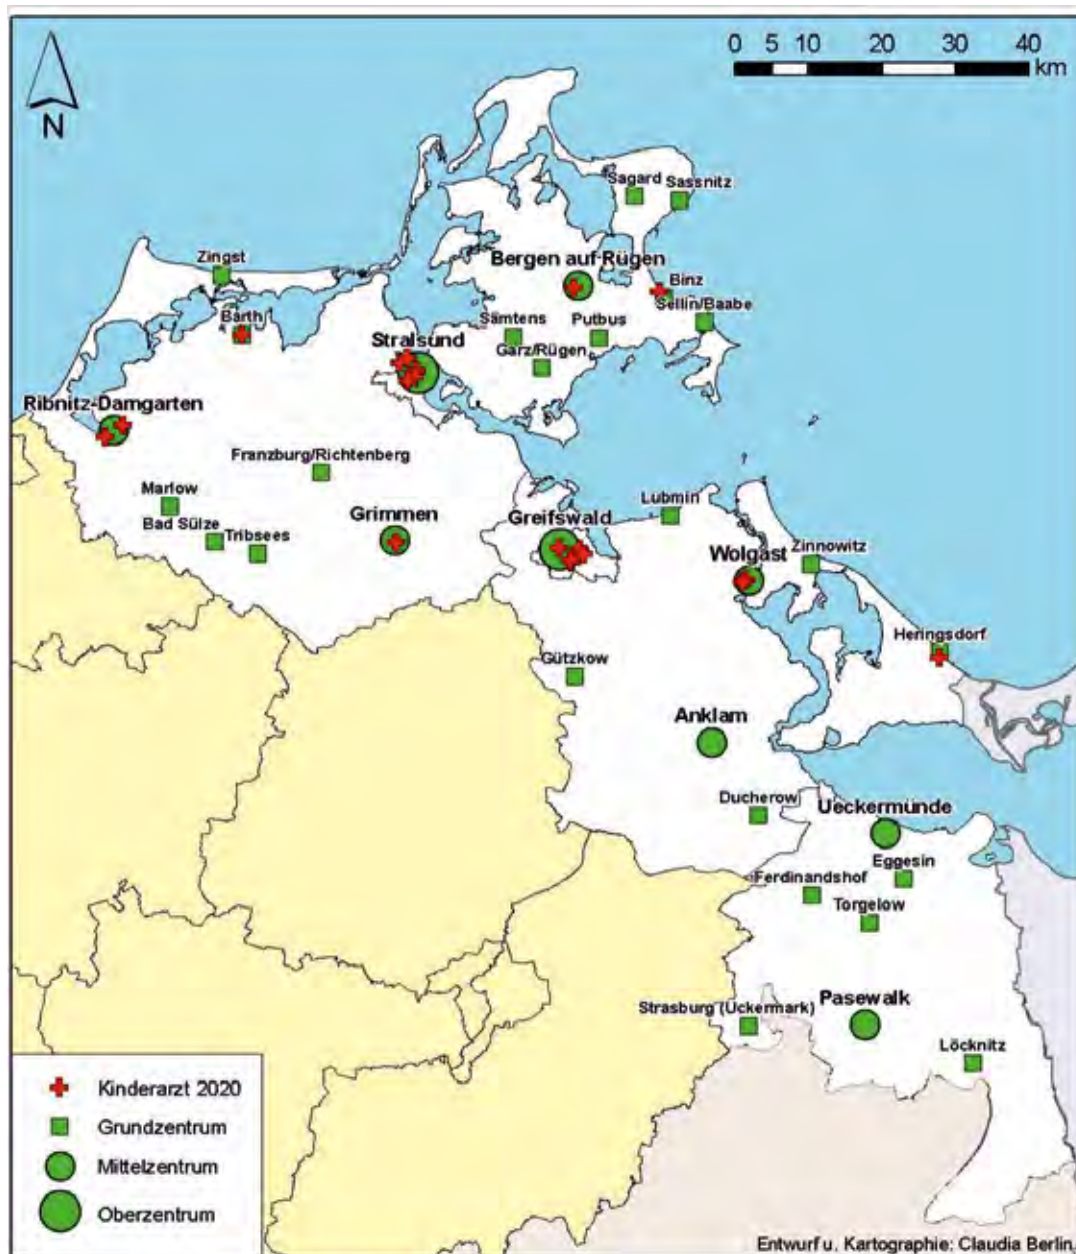 0 5 10 20 30 40
km
N
Sagard
Sassnitz
Zingst
Bergen auf Rügen
Binz
Sellin/Baabe
Barth
Stralsund
Sämtens
Putbus
Garz/Rügen
Ribnitz-Damgarten
Franzburg/Richtenberg
Marlow
Lubmin
Bad Sülze
Tribsees
Grimmen
Greifswald
Wolgast
Zinnowitz
Heringsdorf
Gützkow
Anklam
Ducherow
Ueckermünde
Eggesin
Ferdinandshof
Torgelow
Strasburg (Uckermark)
Pasewalk
Löcknitz
Kinderarzt 2020
Grundzentrum
Mittelzentrum
Oberzentrum
Entwurf u. Kartographie: Claudia Berlin